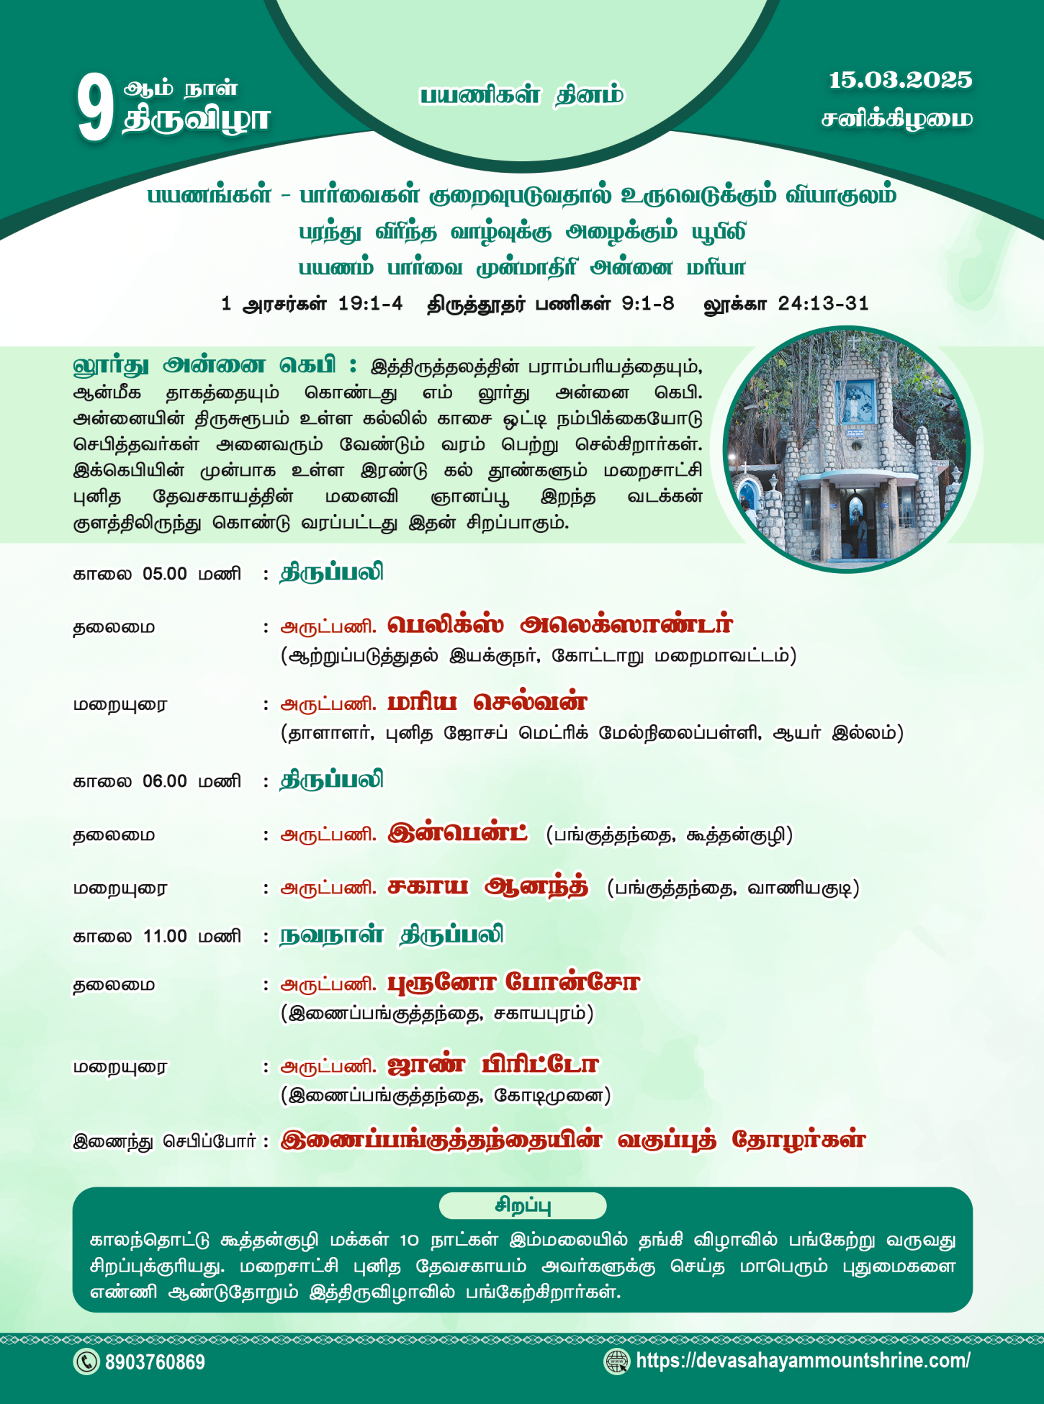 9 ஆம் நாள்
திருவிழா
பயணிகள் தினம்
15.03.2025
சனிக்கிழமை
பயணங்கள் - பார்வைகள் குறைவுபடுவதால் உருவெடுக்கும் வியாகுலம்
பரந்து விரிந்த வாழ்வுக்கு அழைக்கும் யூபிலி
பயணம் பார்வை முன்மாதிரி அன்னை மரியா
1 அரசர்கள் 19:1-4 திருத்தூதர் பணிகள் 9:1-8 லூக்கா 24:13-31
லூர்து அன்னை கெபி : இத்திருத்தலத்தின் பராம்பரியத்தையும்,
ஆன்மீக தாகத்தையும் கொண்டது எம் லூர்து அன்னை கெபி.
அன்னையின் திருசுரூபம் உள்ள கல்லில் காசை ஒட்டி நம்பிக்கையோடு
செபித்தவர்கள் அனைவரும் வேண்டும் வரம் பெற்று செல்கிறார்கள்.
இக்கெபியின் முன்பாக உள்ள இரண்டு கல் தூண்களும் மறைசாட்சி
புனித தேவசகாயத்தின் மனைவி ஞானப்பூ இறந்த வடக்கன்
குளத்திலிருந்து கொண்டு வரப்பட்டது இதன் சிறப்பாகும்.
காலை 05.00 மணி : திருப்பலி
தலைமை : அருட்பணி. பெலிக்ஸ் அலெக்ஸாண்டர்
(ஆற்றுப்படுத்துதல் இயக்குநர், கோட்டாறு மறைமாவட்டம்)
மறையுரை : அருட்பணி. மரிய செல்வன்
(தாளாளர், புனித ஜோசப் மெட்ரிக் மேல்நிலைப்பள்ளி, ஆயர் இல்லம்)
காலை 06.00 மணி : திருப்பலி
தலைமை : அருட்பணி. இன்பென்ட் (பங்குத்தந்தை, கூத்தன்குழி)
மறையுரை : அருட்பணி. சகாய ஆனந்த் (பங்குத்தந்தை, வாணியகுடி)
காலை 11.00 மணி : நவநாள் திருப்பலி
தலைமை : அருட்பணி. புரூனோ போன்சோ
(இணைப்பங்குத்தந்தை, சகாயபுரம்)
மறையுரை : அருட்பணி. ஜாண் பிரிட்டோ
(இணைப்பங்குத்தந்தை, கோடிமுனை)
இணைந்து செபிப்போர் : இணைப்பங்குத்தந்தையின் வகுப்புத் தோழர்கள்
சிறப்பு
காலந்தொட்டு கூத்தன்குழி மக்கள் 10 நாட்கள் இம்மலையில் தங்கி விழாவில் பங்கேற்று வருவது
சிறப்புக்குரியது. மறைசாட்சி புனித தேவசகாயம் அவர்களுக்கு செய்த மாபெரும் புதுமைகளை
எண்ணி ஆண்டுதோறும் இத்திருவிழாவில் பங்கேற்கிறார்கள்.
8903760869
https://devasahayammountshrine.com/